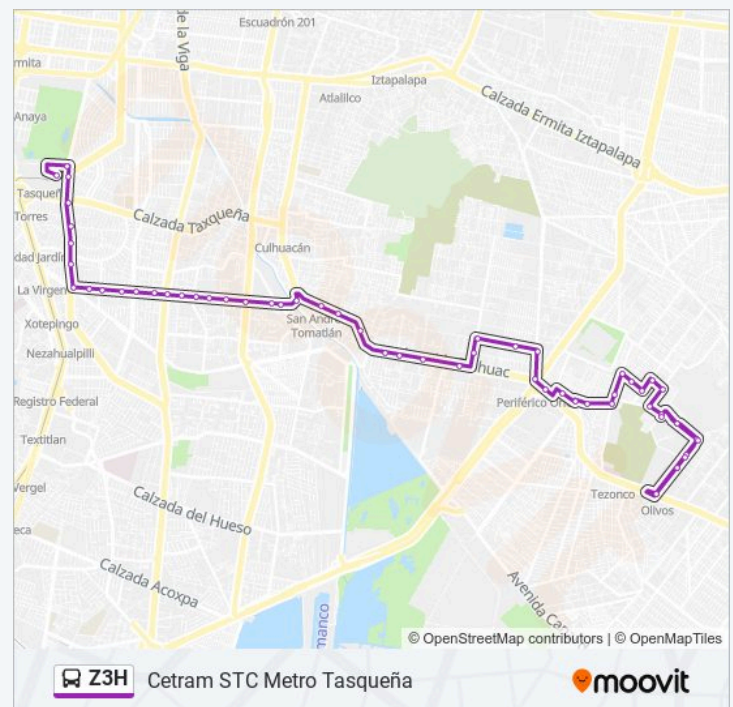 Escuadrón 201
de la Viga
rmita
Iztapalapa
Atlalilco
Calzada Ermita Iztapalapa
Anaya
Tasqueñ
Torres
Calzada Taxqueña
Culhuacán
dad Jardín
La Virgen
San André
Tomatlán
Xotepingo
Nezahualpilli
huac
Registro Federal
Periférico Orie
Textitlan
Vergel
Calzada del Hueso
Tezonco
Olivos
eca
Calzada Acoxpa
Avenida Ca
manco
© OpenStreetMap contributors | © OpenMapTiles
Z3H Cetram STC Metro Tasqueña
moovit